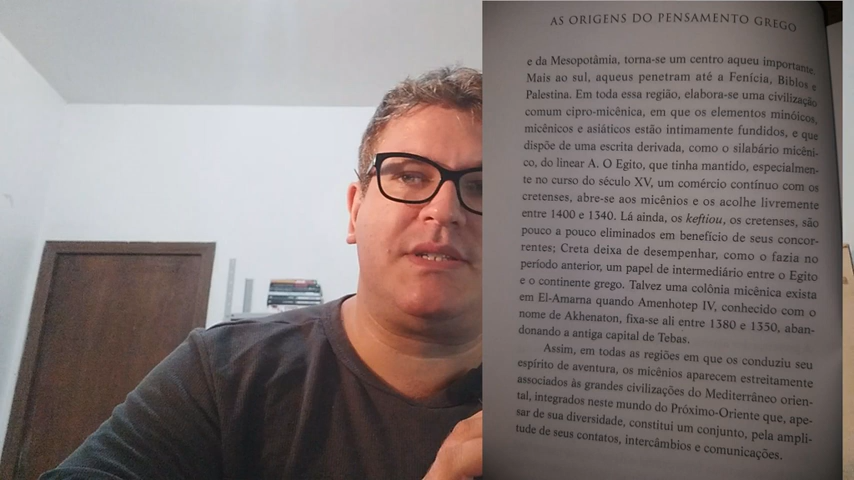 AS ORIGENS DO PENSAMENTO GREGO
e da Mesopotâmia, torna-se um centro aqueu importante.
Mais ao sul, aqueus penetram até a Fenícia, Biblos e
Palestina. Em toda essa região, elabora-se uma civilização
comum cipro-micênica, em que os elementos minóicos,
micênicos e asiáticos estão intimamente fundidos, e que
dispõe de uma escrita derivada, como o silabário micêni-
co, do linear A. O Egito, que tinha mantido, especialmen-
te no curso do século XV, um comércio contínuo com os
cretenses, abre-se aos micênios e os acolhe livremente
entre 1400 e 1340. Lá ainda, os keftiou, os cretenses, são
pouco a pouco eliminados em benefício de seus concor-
rentes; Creta deixa de desempenhar, como o fazia no
período anterior, um papel de intermediário entre o Egito
e o continente grego. Talvez uma colônia micênica exista
em El-Amarna quando Amenhotep IV, conhecido com o
nome de Akhenaton, fixa-se ali entre 1380 e 1350, aban-
donando a antiga capital de Tebas.
Assim, em todas as regiões em que os conduziu seu
espírito de aventura, os micênios aparecem estreitamente
associados às grandes civilizações do Mediterrâneo orien-
tal, integrados neste mundo do Próximo-Oriente que, ape-
sar de sua diversidade, constitui um conjunto, pela ampli-
tude de seus contatos, intercâmbios e comunicações.